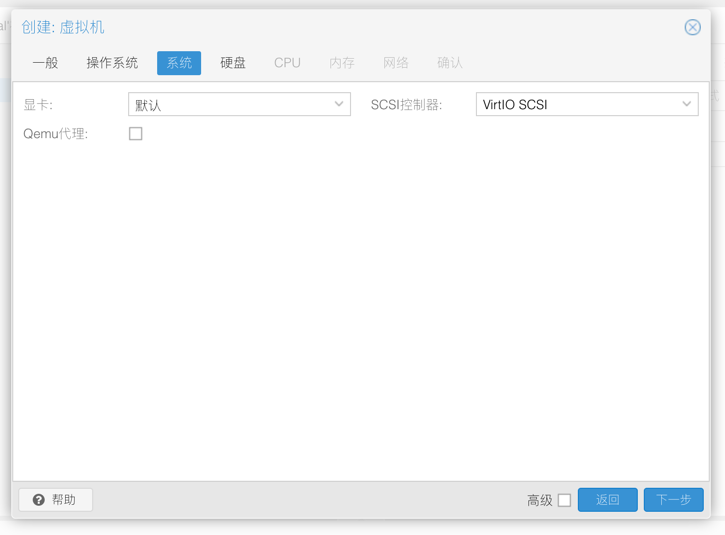 创建: 虚拟机
一般 操作系统 系统 硬盘 CPU 内存 网络 确认
显卡: 默认 SCSI控制器: VirtIO SCSI
Qemu代理:
帮助 高级 返回 下一步